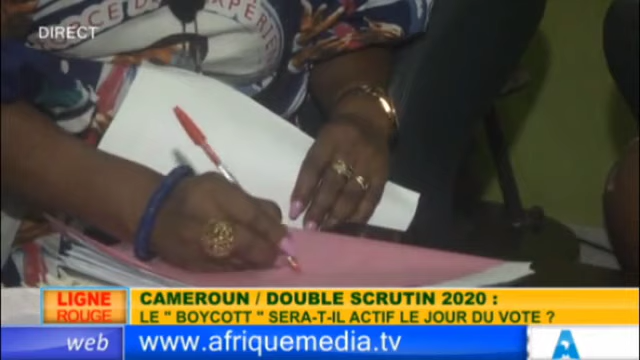 DIRECT
LIGNE ROUGE
CAMEROUN / DOUBLE SCRUTIN 2020 :
LE " BOYCOTT " SERA-T-IL ACTIF LE JOUR DU VOTE ?
web
www.afriquemedia.tv
A